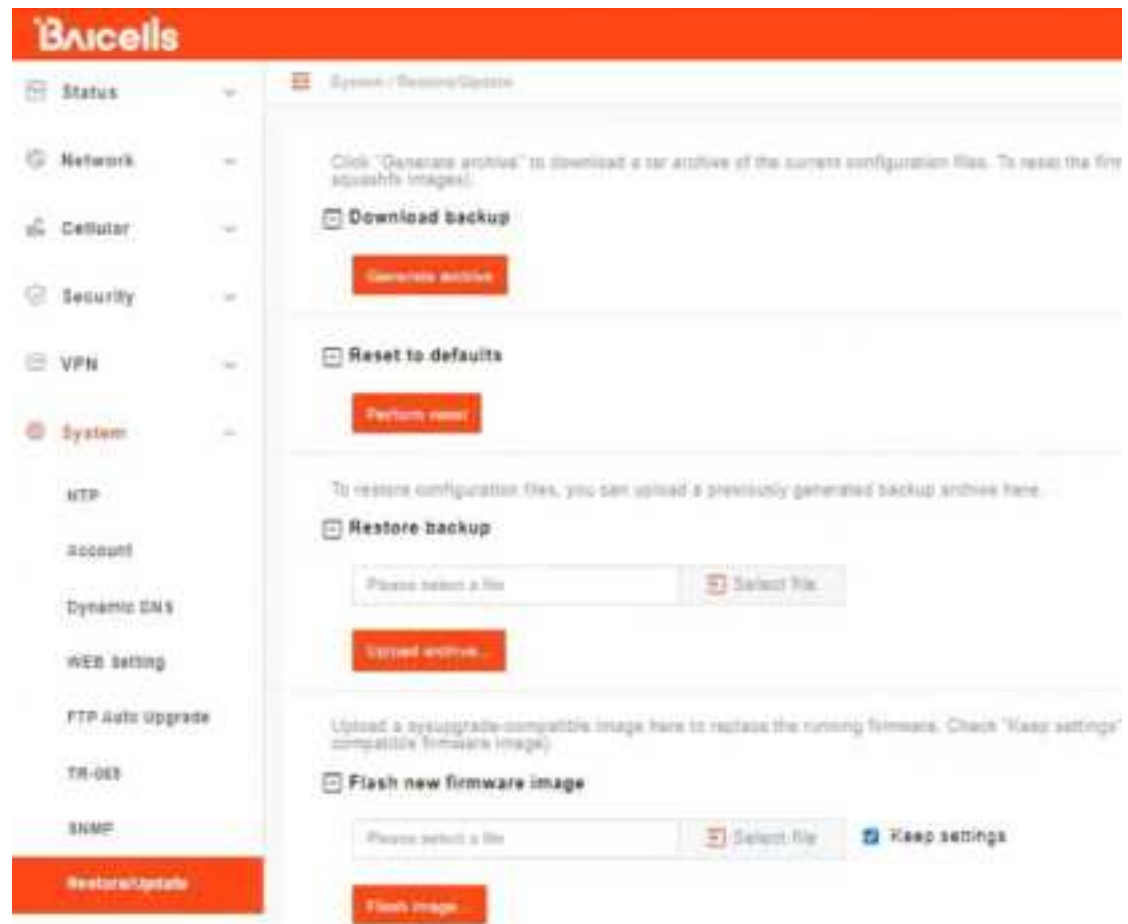 Baicells
Status
Network
Cellular
Security
VPN
System
NTP
Account
Dynamic DNS
WEB Setting
FTP Auto Upgrade
TR-069
SNMP
Restore/Update
System / Restore/Update
Click "Generate archive" to download a tar archive of the current configuration files. To reset the firm
squashfs images).
Download backup
Generate archive
Reset to defaults
Perform reset
To restore configuration files, you can upload a previously generated backup archive here.
Restore backup
Please select a file
Select file
Upload archive...
Upload a sysupgrade-compatible image here to replace the running firmware. Check "Keep settings"
compatible firmware image).
Flash new firmware image
Please select a file
Select file
Keep settings
Flash image...